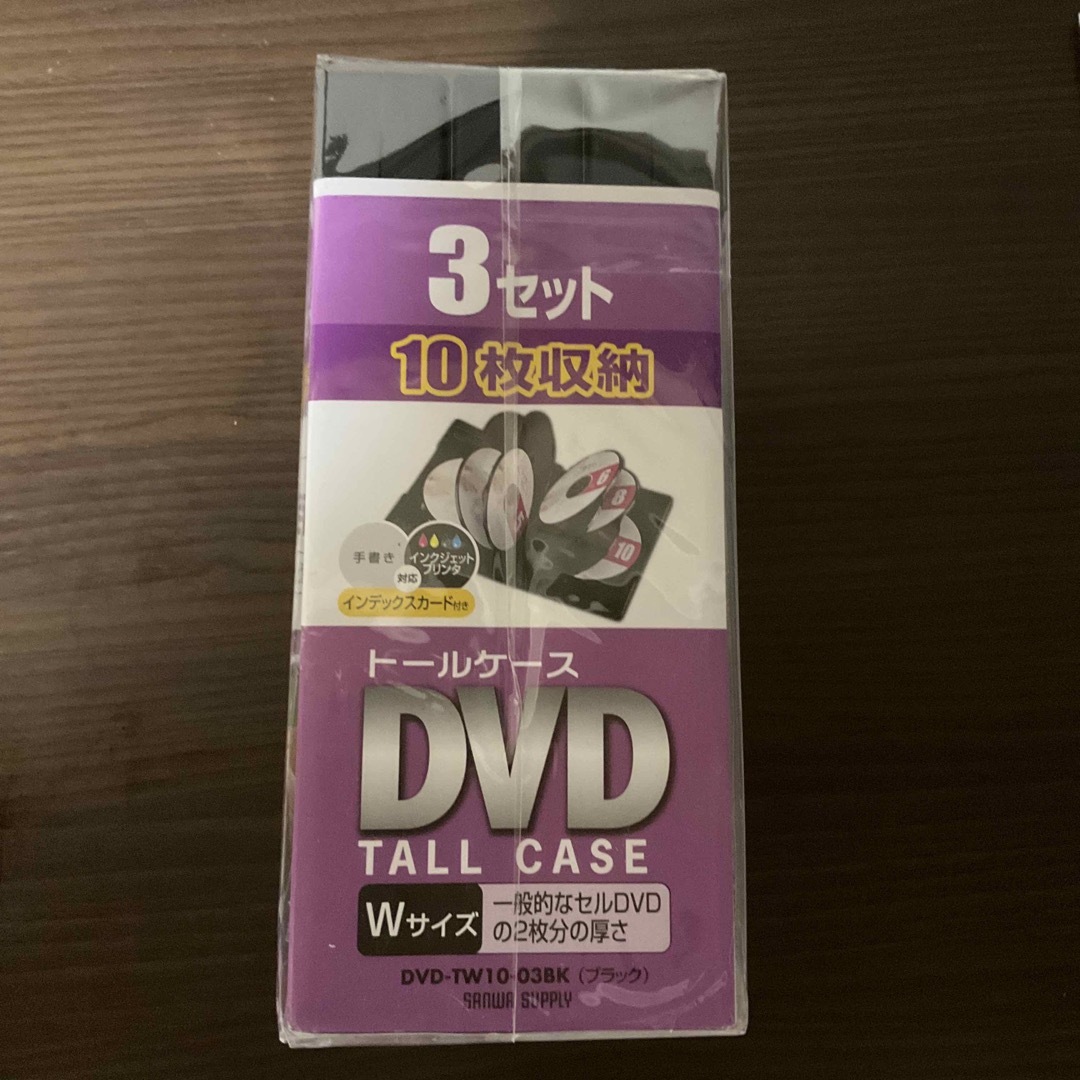 3セット
10枚収納
6
8
10
手書き
インクジェット
プリンタ
対応
インデックスカード付き
トールケース
DVD
TALL CASE
Wサイズ
一般的なセルDVD
の2枚分の厚さ
DVD-TW10-03BK (ブラック)
SANWA SUPPLY